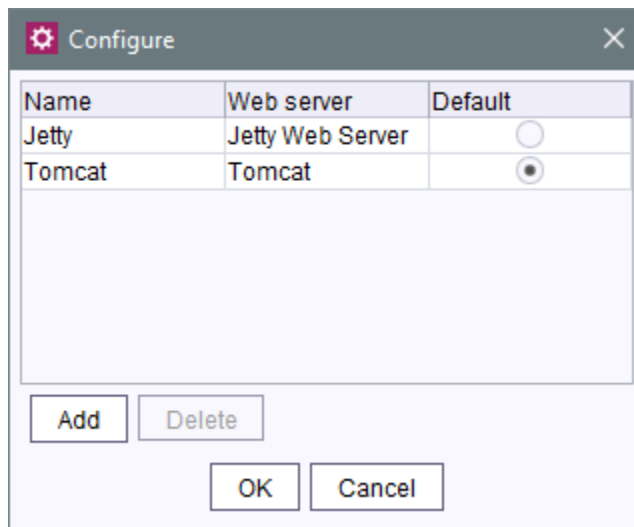 Configure
Name Web server Default
Jetty Jetty Web Server
Tomcat Tomcat
Add Delete
OK Cancel